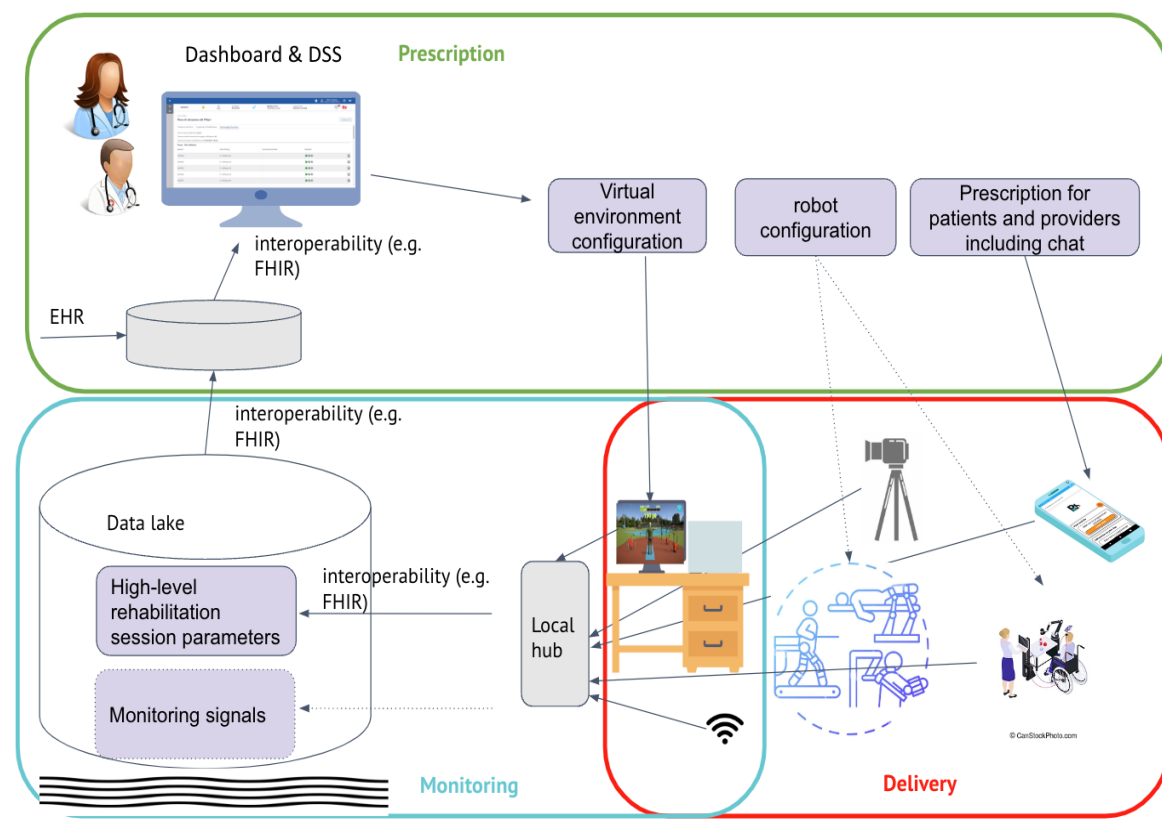 Dashboard & DSS
Prescription
Virtual
environment
configuration
robot
configuration
Prescription for
patients and providers
including chat
interoperability (e.g.
FHIR)
EHR
interoperability (e.g.
FHIR)
Data lake
High-level
rehabilitation
session parameters
interoperability (e.g.
FHIR)
Local
hub
Monitoring signals
© CanStockPhoto.com
Monitoring
Delivery